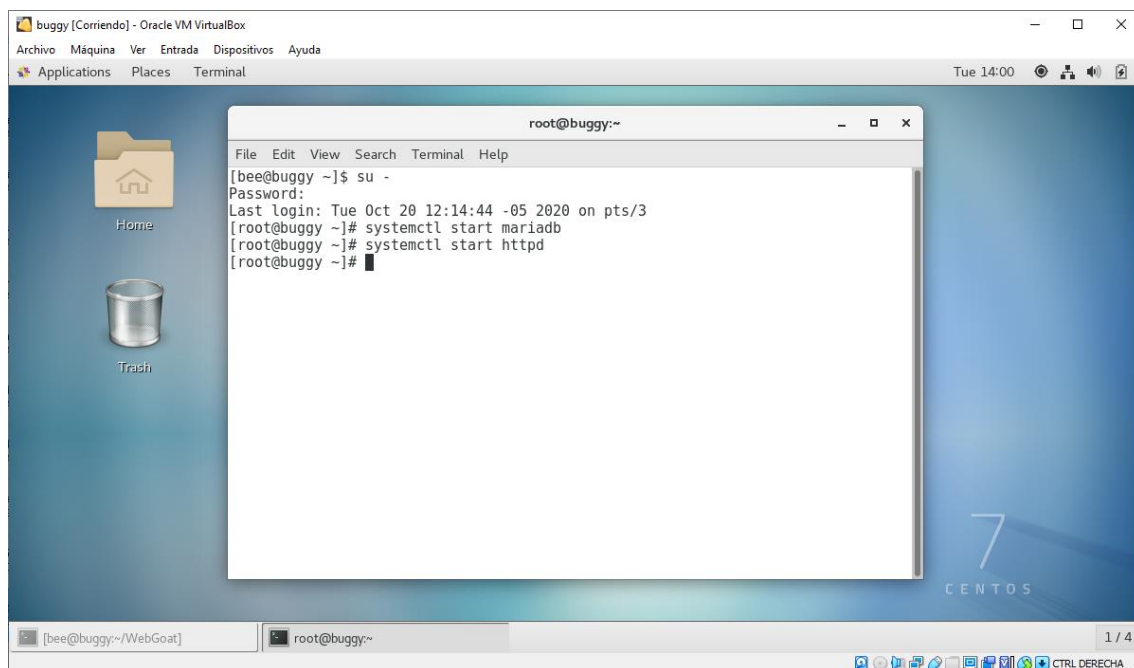 buggy [Corriendo] - Oracle VM VirtualBox
Archivo Máquina Ver Entrada Dispositivos Ayuda
Applications Places Terminal Tue 14:00
root@buggy:~
File Edit View Search Terminal Help
[bee@buggy ~]$ su -
Password:
Last login: Tue Oct 20 12:14:44 -05 2020 on pts/3
[root@buggy ~]# systemctl start mariadb
[root@buggy ~]# systemctl start httpd
[root@buggy ~]#
Home
Trash
7
CENTOS
[bee@buggy:~/WebGoat] root@buggy:~ 1 / 4
CTRL DERECHA